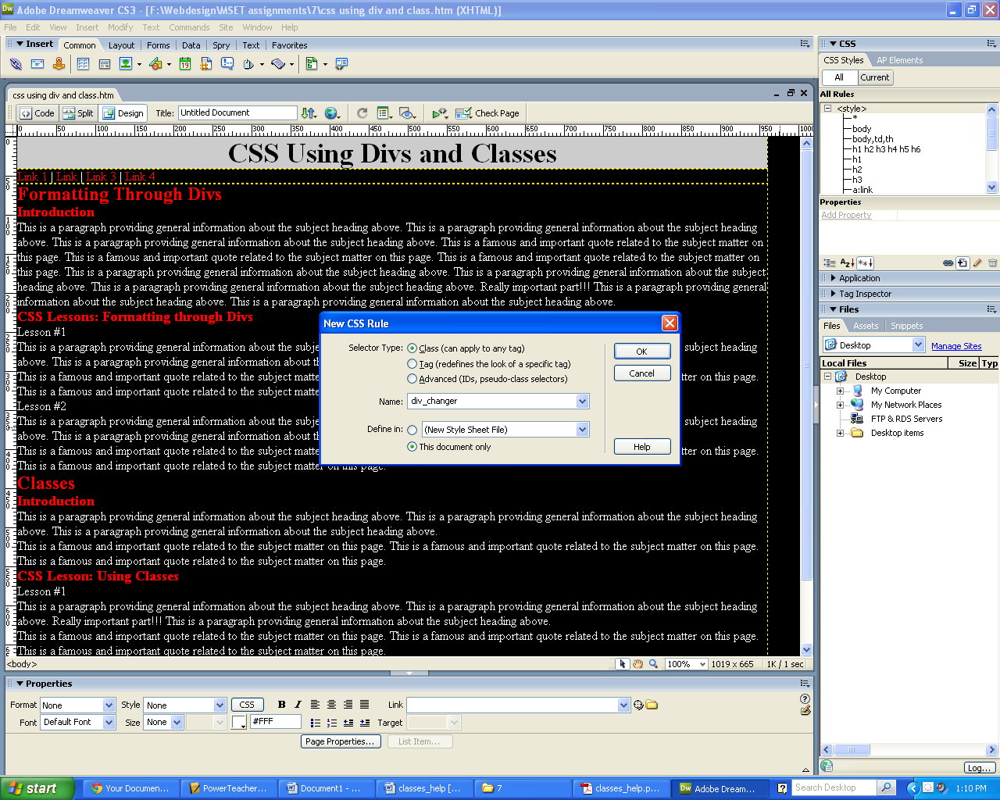 Adobe Dreamweaver CS3 - [F:\Webdesign\MSET assignments\7\css using div and class.htm (XHTML)]
File Edit View Insert Modify Text Commands Site Window Help
Insert Common Layout Forms Data Spry Text Favorites
css using div and class.htm
Code Split Design Title: Untitled Document Check Page
0 50 100 150 200 250 300 350 400 450 500 550 600 650 700 750 800 850 900 950 1000
CSS Using Divs and Classes
Link 1 | Link | Link 3 | Link 4
Formatting Through Divs
Introduction
This is a paragraph providing general information about the subject heading above. This is a paragraph providing general information about the subject heading
above. This is a paragraph providing general information about the subject heading above. This is a famous and important quote related to the subject matter on
this page. This is a famous and important quote related to the subject matter on this page. This is a famous and important quote related to the subject matter on
this page. This is a paragraph providing general information about the subject heading above. This is a paragraph providing general information about the subject
heading above. This is a paragraph providing general information about the subject heading above. Really important part!!! This is a paragraph providing general
information about the subject heading above. This is a paragraph providing general information about the subject heading above.
CSS Lessons: Formatting through Divs
Lesson #1
This is a paragraph providing general information about the subject heading
above. This is a paragraph providing general information about the
This is a famous and important quote related to the subject matter on this page.
This is a famous and important quote related to the
Lesson #2
This is a paragraph providing general information about the subject heading
above. This is a paragraph providing general information about the
This is a famous and important quote related to the subject matter on this page.
This is a famous and important quote related to the subject matter on this page.
Classes
Introduction
This is a paragraph providing general information about the subject heading above. This is a paragraph providing general information about the subject heading
above. This is a paragraph providing general information about the subject heading above.
This is a famous and important quote related to the subject matter on this page. This is a famous and important quote related to the subject matter on this page.
This is a famous and important quote related to the subject matter on this page.
CSS Lesson: Using Classes
Lesson #1
This is a paragraph providing general information about the subject heading above. This is a paragraph providing general information about the subject heading
above. Really important part!!! This is a paragraph providing general information about the subject heading above.
This is a famous and important quote related to the subject matter on this page. This is a famous and important quote related to the subject matter on this page.
This is a famous and important quote related to the subject matter on this page.
<body> 100% 1019 x 665 1K / 1 sec
New CSS Rule
Selector Type: Class (can apply to any tag)
Tag (redefines the look of a specific tag)
Advanced (IDs, pseudo-class selectors)
Name: div_changer
Define in: (New Style Sheet File)
This document only
OK
Cancel
Help
Properties
Format None Style None CSS B I Link
Font Default Font Size None #FFF Target
Page Properties... List Item...
CSS
CSS Styles AP Elements
All Current
All Rules
<style>
*
body
body,td,th
h1 h2 h3 h4 h5 h6
h1
h2
h3
a:link
Properties
Add Property
Application
Tag Inspector
Files
Files Assets Snippets
Desktop Manage Sites
Local Files Size Typ
Desktop
My Computer
My Network Places
FTP & RDS Servers
Desktop items
Log...
start Your Documen... PowerTeacher... Document1 - ... classes_help [... 7 classes_help.p... Adobe Dream... Search Desktop 1:10 PM